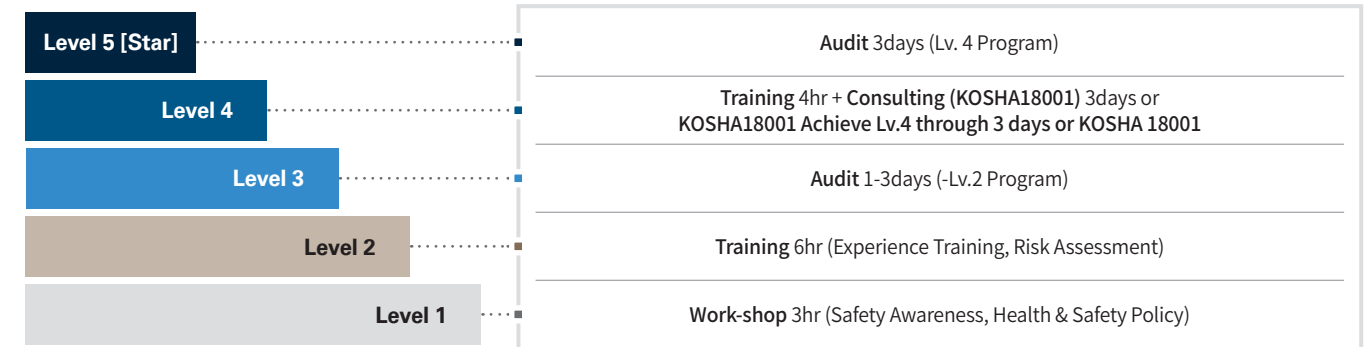 Level 5 [Star]
Audit 3days (Lv. 4 Program)
Level 4
Training 4hr + Consulting (KOSHA18001) 3days or
KOSHA18001 Achieve Lv.4 through 3 days or KOSHA 18001
Level 3
Audit 1-3days (-Lv.2 Program)
Level 2
Training 6hr (Experience Training, Risk Assessment)
Level 1
Work-shop 3hr (Safety Awareness, Health & Safety Policy)